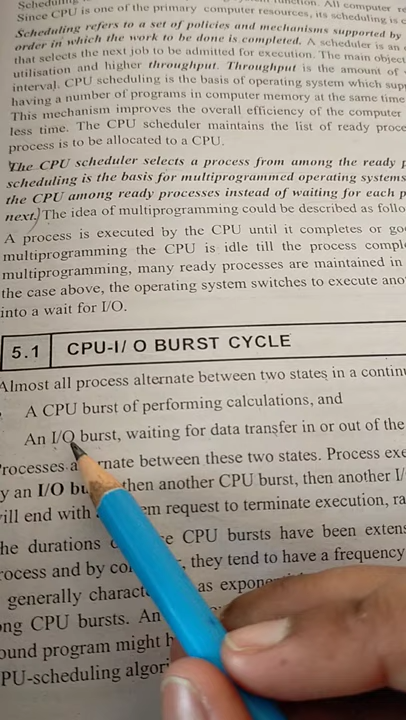 Since CPU is one of the primary computer resources, its scheduling is c
Scheduling refers to a set of policies and mechanisms supported by
order in which the work to be done is completed. A scheduler is an
that selects the next job to be admitted for execution. The main object
utilisation and higher throughput. Throughput is the amount of
interval. CPU scheduling is the basis of operating system which supp
having a number of programs in computer memory at the same time
This mechanism improves the overall efficiency of the computer
less time. The CPU scheduler maintains the list of ready proce
process is to be allocated to a CPU.
The CPU scheduler selects a process from among the ready p
scheduling is the basis for multiprogrammed operating systems
the CPU among ready processes instead of waiting for each p
next. The idea of multiprogramming could be described as follo
A process is executed by the CPU until it completes or go
multiprogramming the CPU is idle till the process compl
multiprogramming, many ready processes are maintained in
the case above, the operating system switches to execute ano
into a wait for I/O.
5.1 CPU-I/ O BURST CYCLE
Almost all process alternate between two states in a contin
A CPU burst of performing calculations, and
An I/O burst, waiting for data transfer in or out of the
rocesses a nate between these two states. Process exe
y an I/O bu then another CPU burst, then another I/
ill end with em request to terminate execution, ra
he durations e CPU bursts have been extens
rocess and by co , they tend to have a frequency
generally charact as expone
ng CPU bursts. An
ound program might h
PU-scheduling algori